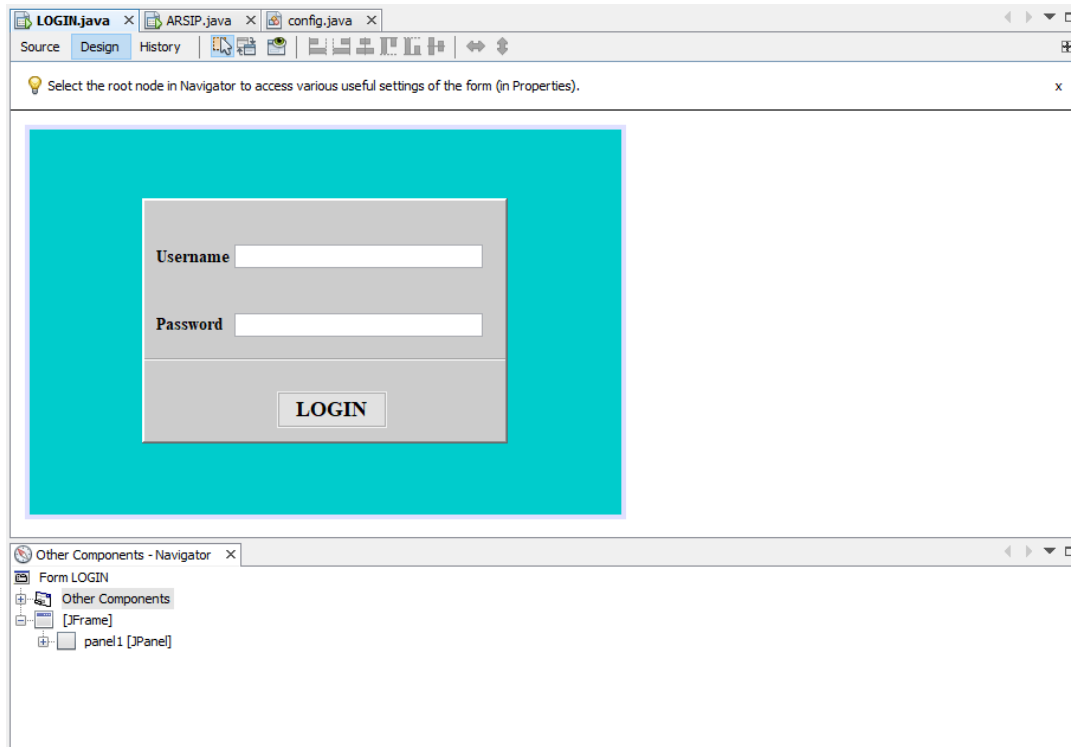 LOGIN.java ARSIP.java config.java
Source Design History
Select the root node in Navigator to access various useful settings of the form (in Properties). x
Username
Password
LOGIN
Other Components - Navigator
Form LOGIN
Other Components
[JFrame]
panel1 [JPanel]